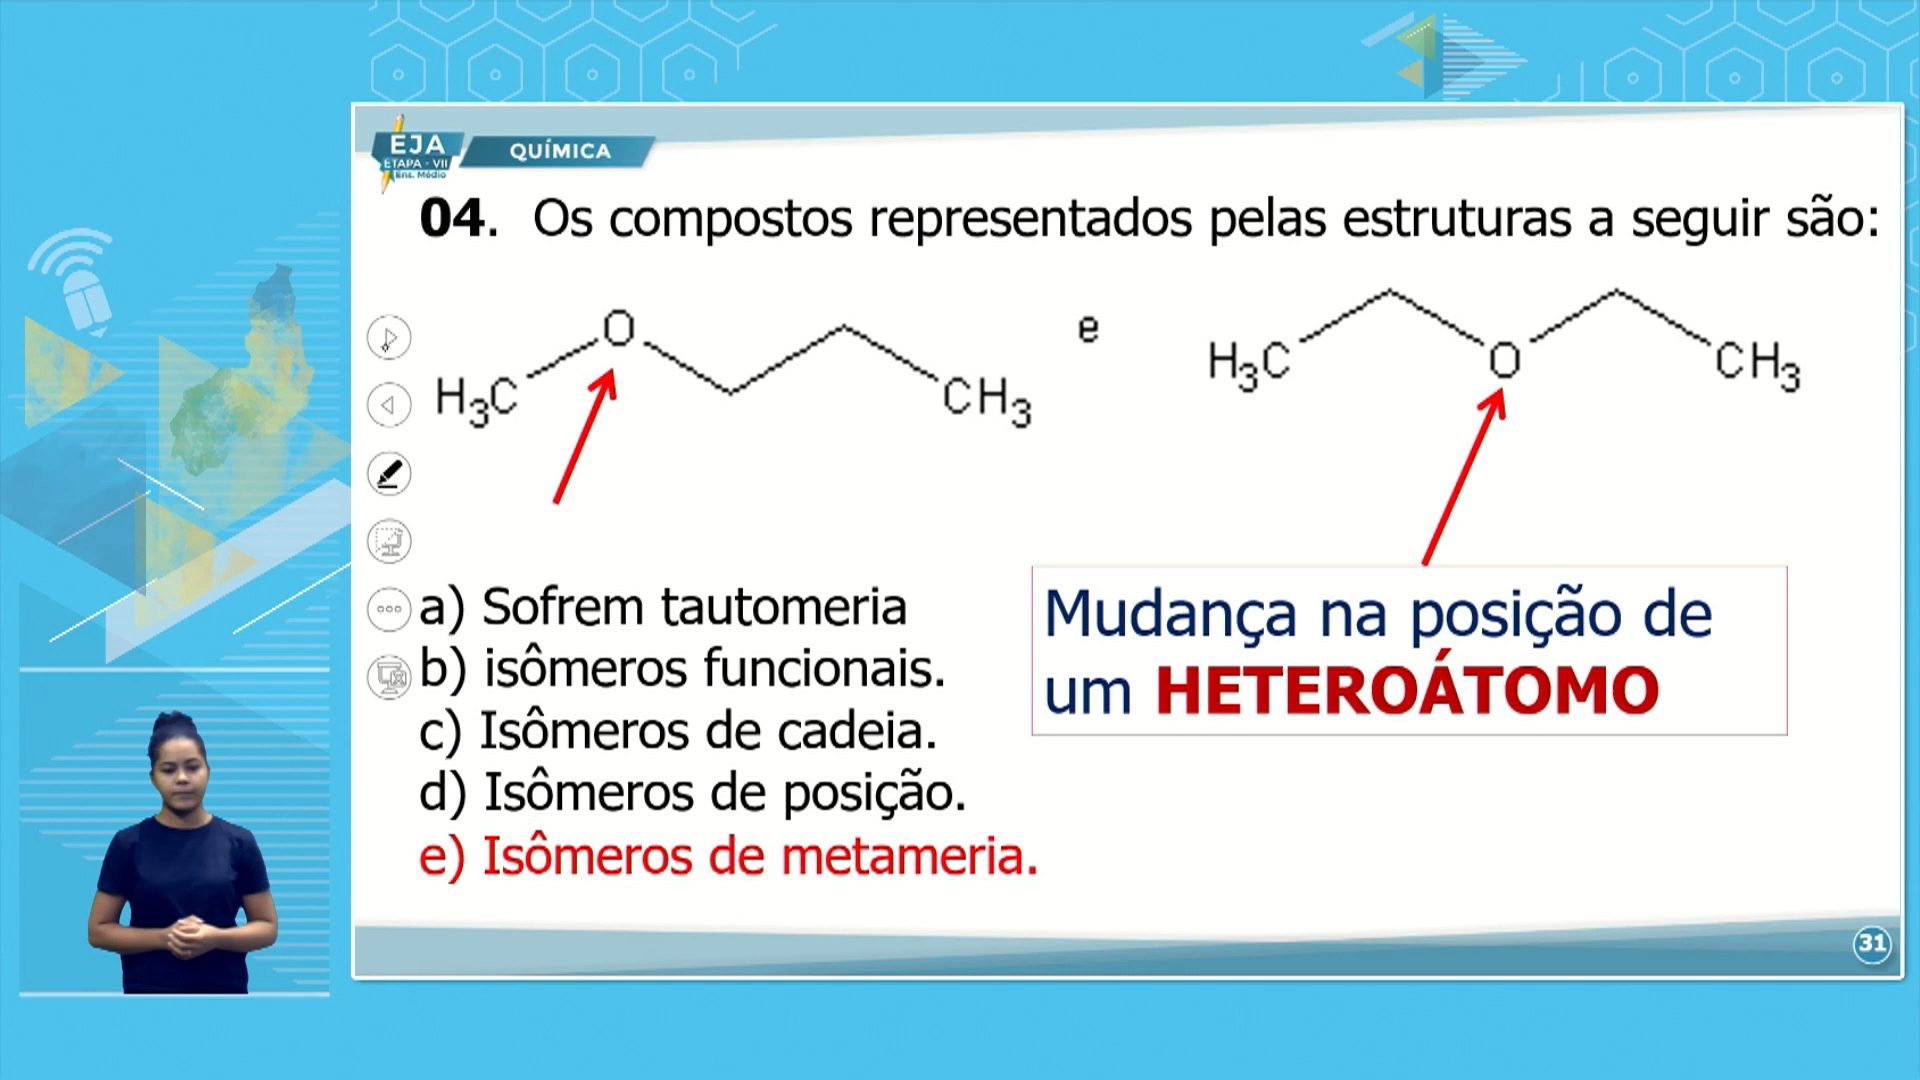 EJA
ETAPA - VII
Ens. Médio
QUÍMICA
04. Os compostos representados pelas estruturas a seguir são:
H3C O CH3 e H3C O CH3
a) Sofrem tautomeria
b) isômeros funcionais.
c) Isômeros de cadeia.
d) Isômeros de posição.
e) Isômeros de metameria.
Mudança na posição de
um HETEROÁTOMO
31